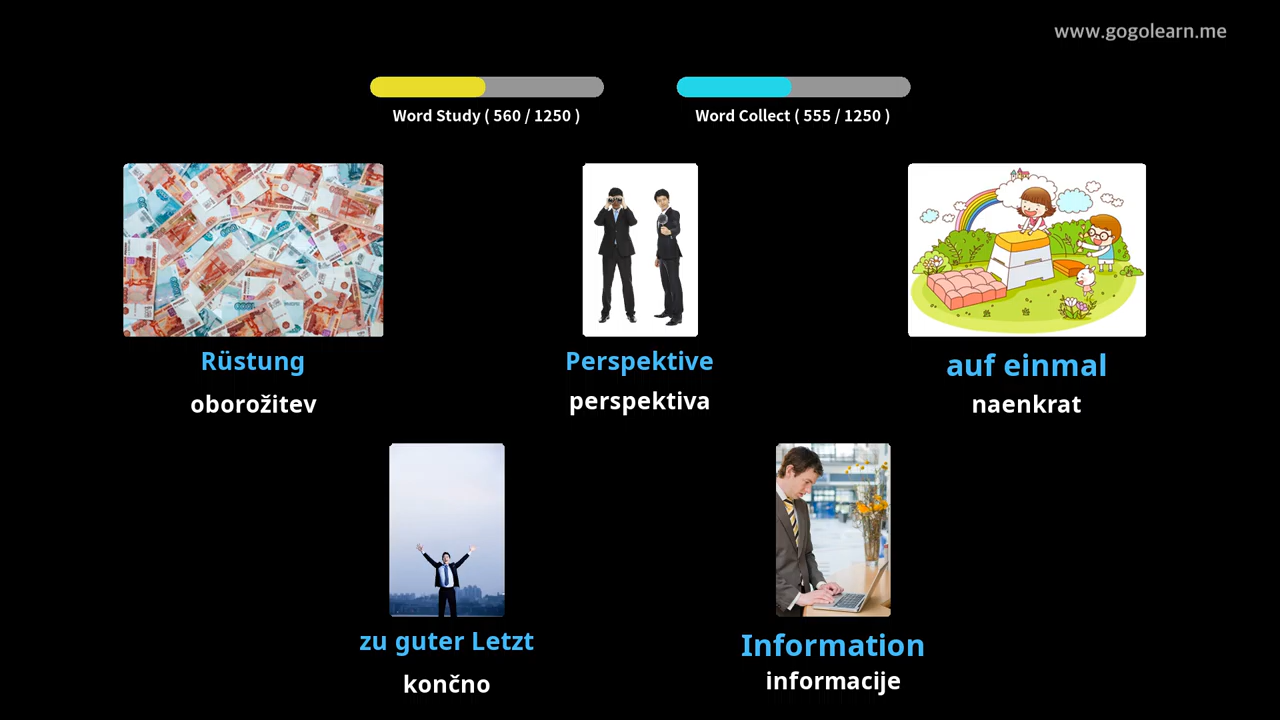 www.gogolearn.me
Word Study ( 560 / 1250 )
Word Collect ( 555 / 1250 )
Rüstung
oborožitev
Perspektive
perspektiva
auf einmal
naenkrat
zu guter Letzt
končno
Information
informacije